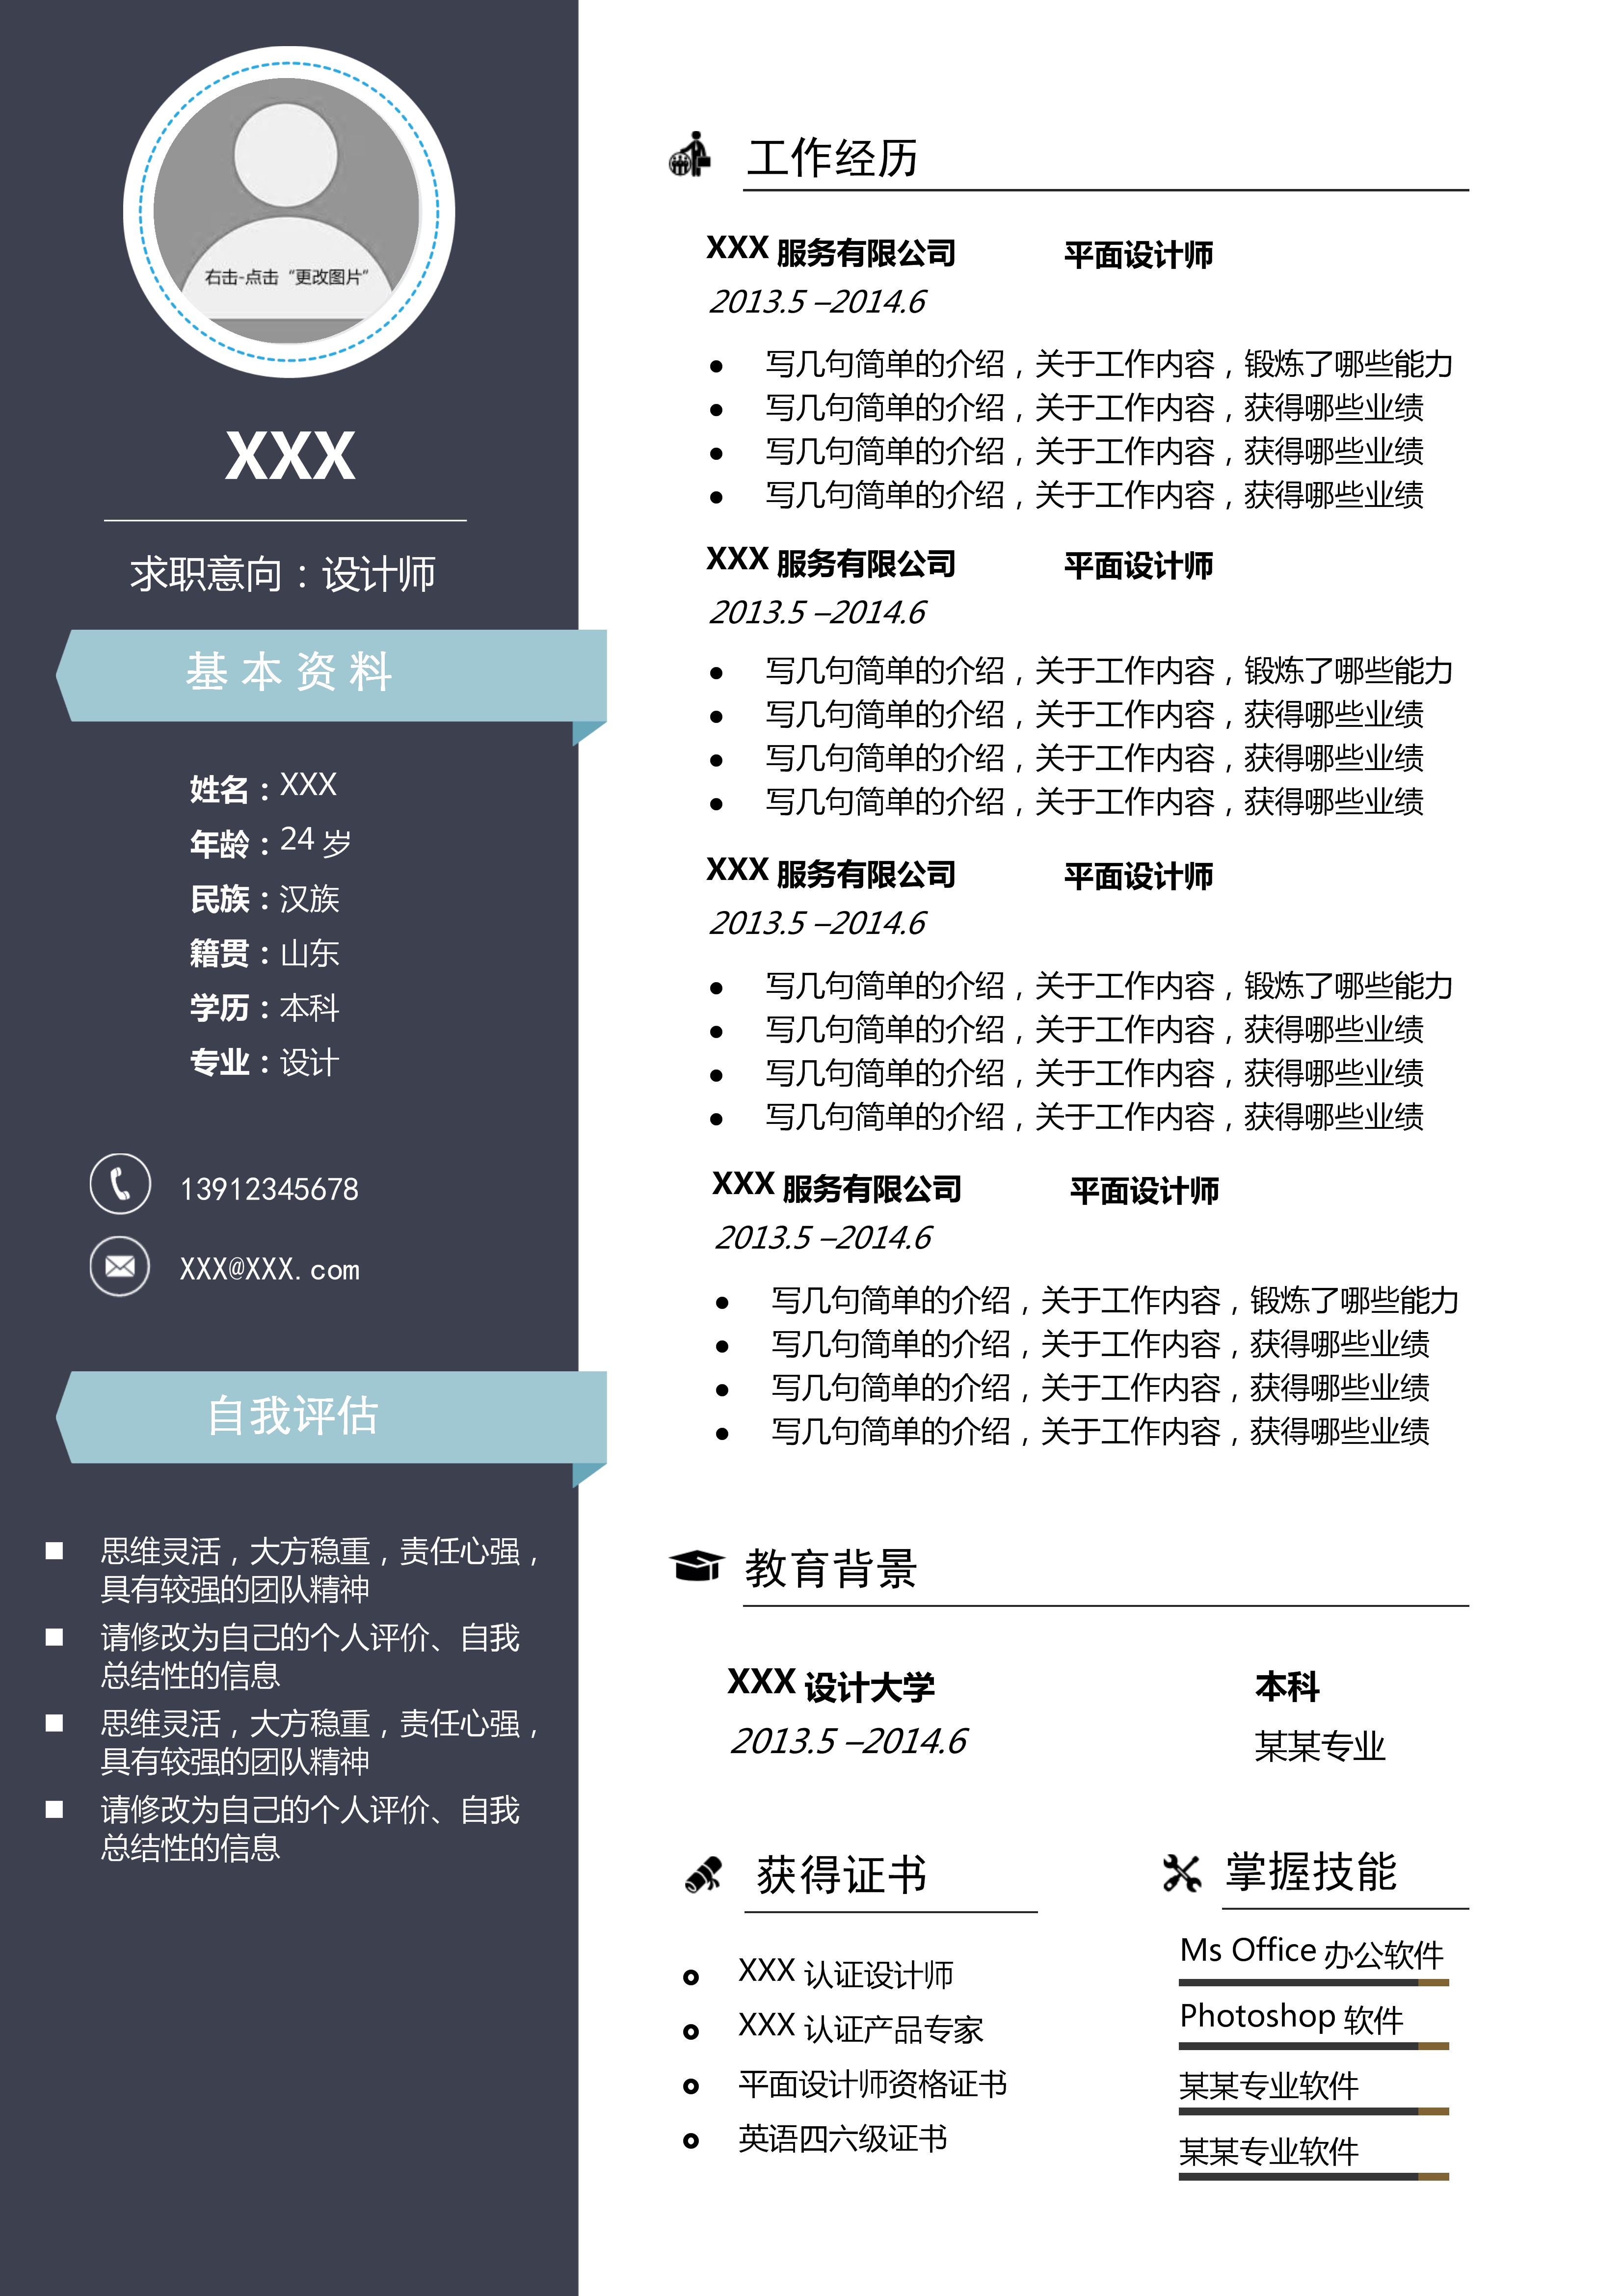 右击-点击“更改图片”
XXX
求职意向：设计师
基本资料
姓名：XXX
年龄：24 岁
民族：汉族
籍贯：山东
学历：本科
专业：设计
13912345678
XXX@XXX.com
自我评估
思维灵活，大方稳重，责任心强，
具有较强的团队精神
请修改为自己的个人评价、自我
总结性的信息
思维灵活，大方稳重，责任心强，
具有较强的团队精神
请修改为自己的个人评价、自我
总结性的信息
工作经历
XXX 服务有限公司 平面设计师
2013.5 –2014.6
写几句简单的介绍，关于工作内容，锻炼了哪些能力
写几句简单的介绍，关于工作内容，获得哪些业绩
写几句简单的介绍，关于工作内容，获得哪些业绩
写几句简单的介绍，关于工作内容，获得哪些业绩
XXX 服务有限公司 平面设计师
2013.5 –2014.6
写几句简单的介绍，关于工作内容，锻炼了哪些能力
写几句简单的介绍，关于工作内容，获得哪些业绩
写几句简单的介绍，关于工作内容，获得哪些业绩
写几句简单的介绍，关于工作内容，获得哪些业绩
XXX 服务有限公司 平面设计师
2013.5 –2014.6
写几句简单的介绍，关于工作内容，锻炼了哪些能力
写几句简单的介绍，关于工作内容，获得哪些业绩
写几句简单的介绍，关于工作内容，获得哪些业绩
写几句简单的介绍，关于工作内容，获得哪些业绩
XXX 服务有限公司 平面设计师
2013.5 –2014.6
写几句简单的介绍，关于工作内容，锻炼了哪些能力
写几句简单的介绍，关于工作内容，获得哪些业绩
写几句简单的介绍，关于工作内容，获得哪些业绩
写几句简单的介绍，关于工作内容，获得哪些业绩
教育背景
XXX 设计大学 本科
2013.5 –2014.6 某某专业
获得证书
XXX 认证设计师
XXX 认证产品专家
平面设计师资格证书
英语四六级证书
掌握技能
Ms Office 办公软件
Photoshop 软件
某某专业软件
某某专业软件